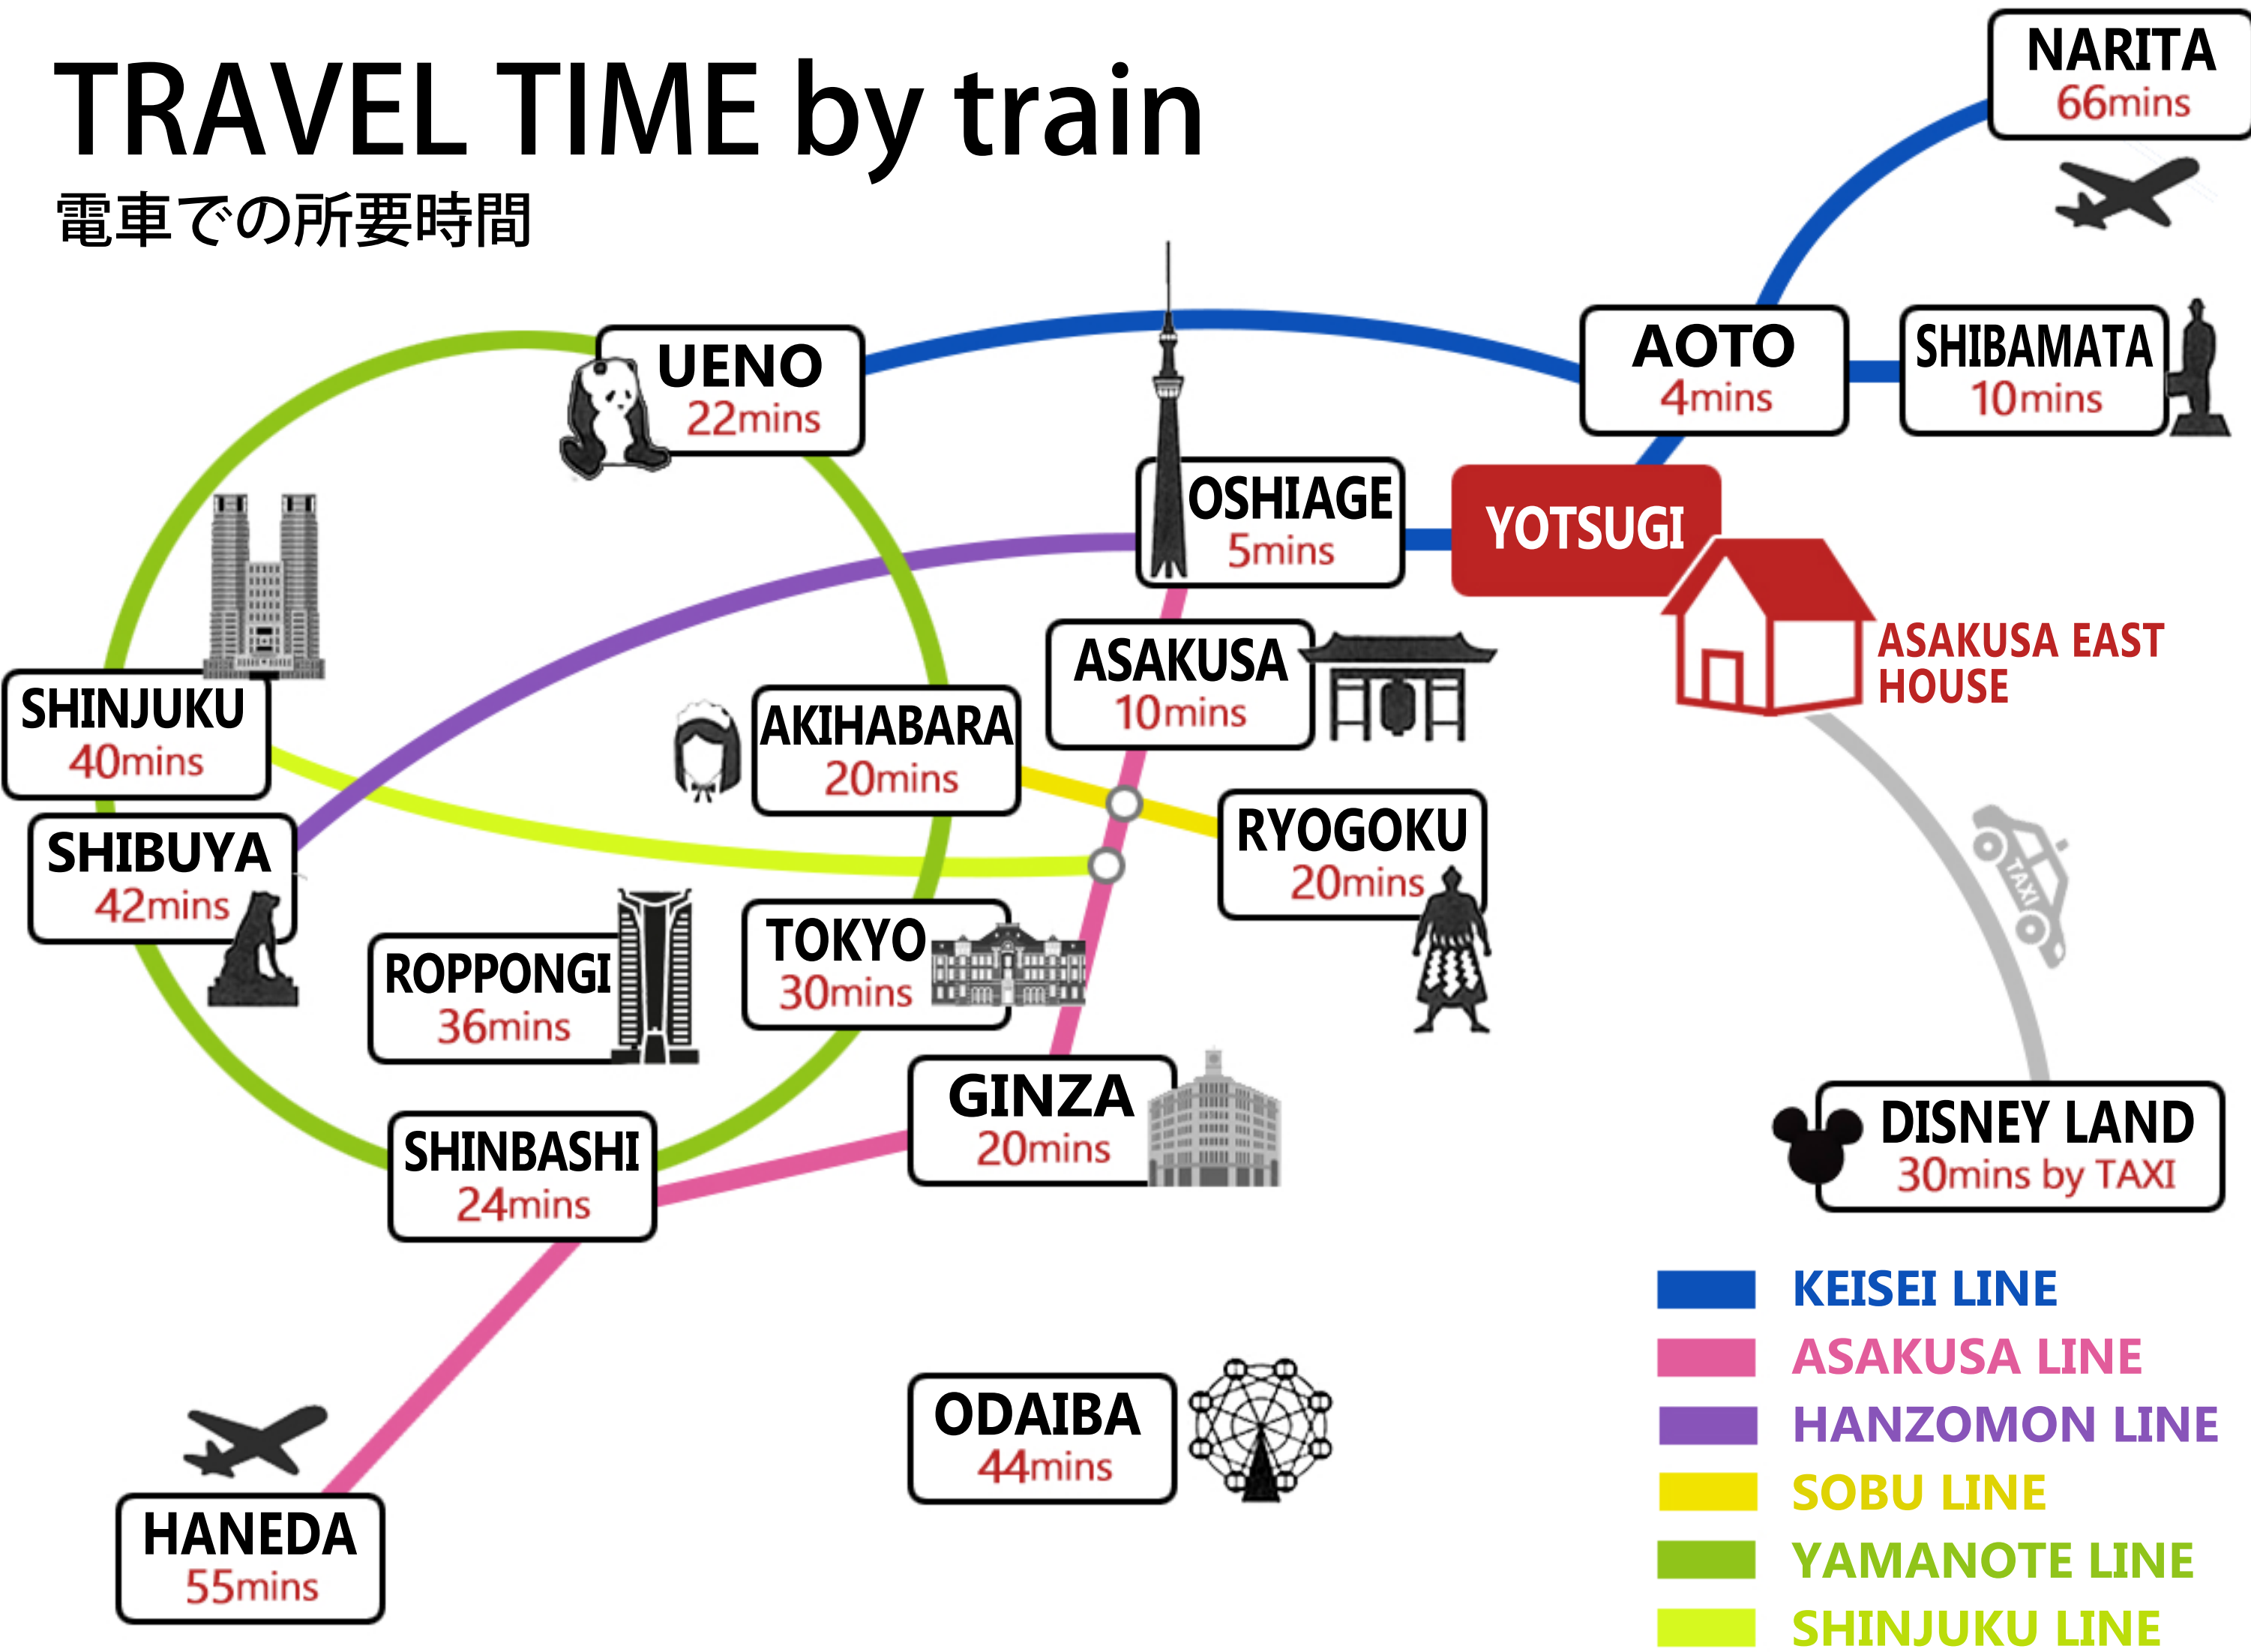 TRAVEL TIME by train
電車での所要時間
NARITA
66mins
UENO
22mins
AOTO
4mins
SHIBAMATA
10mins
OSHIAGE
5mins
YOTSUGI
ASAKUSA EAST
HOUSE
ASAKUSA
10mins
SHINJUKU
40mins
AKIHABARA
20mins
SHIBUYA
42mins
RYOGOKU
20mins
TAXI
ROPPONGI
36mins
TOKYO
30mins
GINZA
20mins
SHINBASHI
24mins
DISNEY LAND
30mins by TAXI
ODAIBA
44mins
HANEDA
55mins
KEISEI LINE
ASAKUSA LINE
HANZOMON LINE
SOBU LINE
YAMANOTE LINE
SHINJUKU LINE